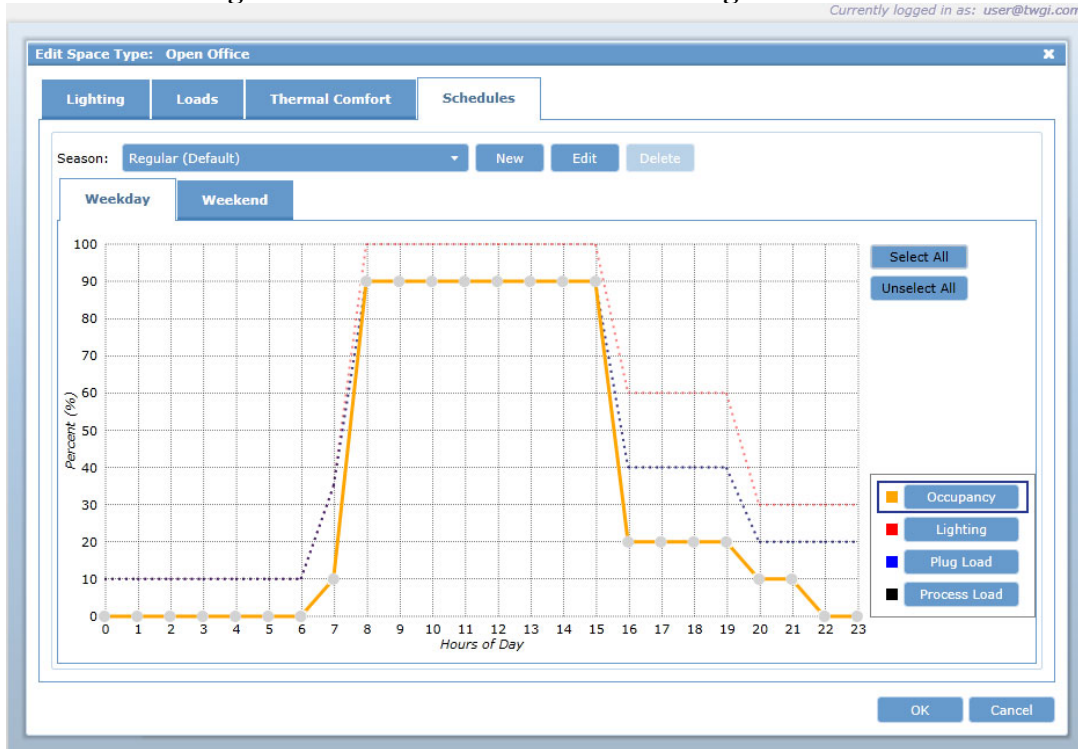 Currently logged in as: user@twgi.com
Edit Space Type: Open Office
Lighting Loads Thermal Comfort Schedules
Season: Regular (Default) New Edit Delete
Weekday Weekend
100
90
80
70
60
50
40
30
20
10
0
Percent (%)
0 1 2 3 4 5 6 7 8 9 10 11 12 13 14 15 16 17 18 19 20 21 22 23
Hours of Day
Select All
Unselect All
Occupancy
Lighting
Plug Load
Process Load
OK Cancel